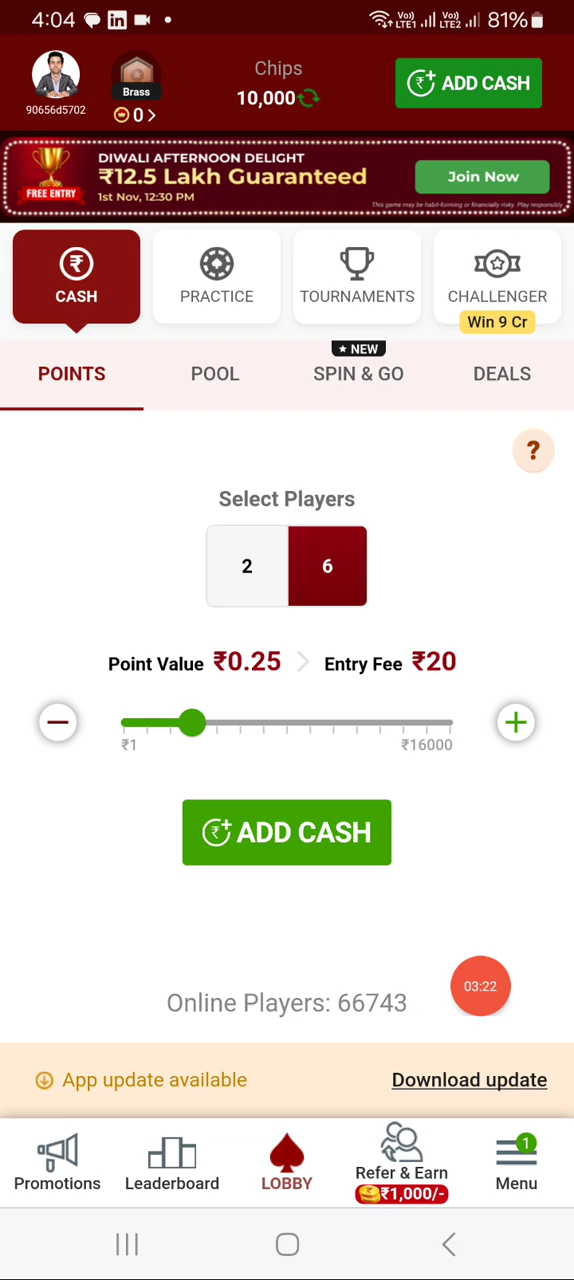 4:04
Vo) LTE1 Vo) LTE2 81%
Chips
10,000
ADD CASH
Brass
90656d5702
0
DIWALI AFTERNOON DELIGHT
₹12.5 Lakh Guaranteed
1st Nov, 12:30 PM
FREE ENTRY
Join Now
This game may be habit-forming or financially risky. Play responsibly
CASH
PRACTICE
TOURNAMENTS
CHALLENGER
Win 9 Cr
NEW
POINTS
POOL
SPIN & GO
DEALS
?
Select Players
2
6
Point Value ₹0.25
Entry Fee ₹20
₹1
₹16000
ADD CASH
Online Players: 66743
03:22
App update available
Download update
Promotions
Leaderboard
LOBBY
Refer & Earn
₹1,000/-
1
Menu